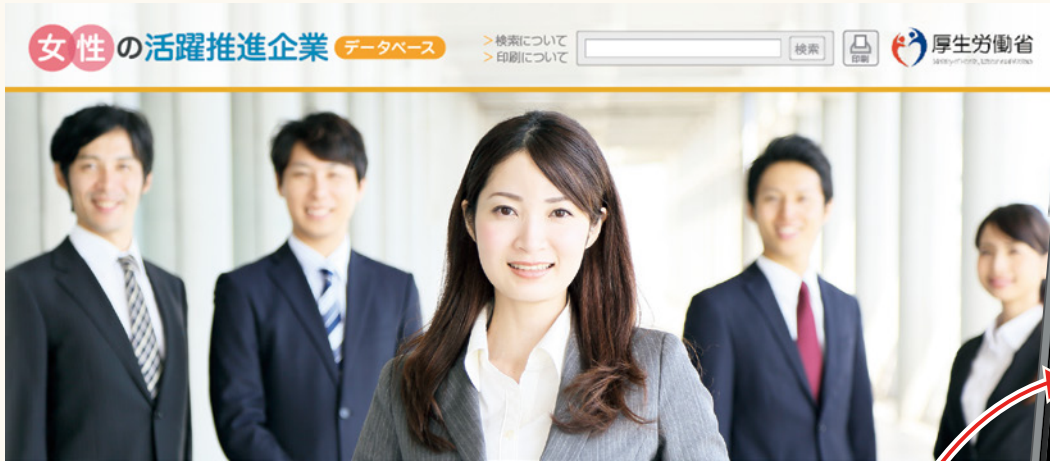 女性の活躍推進企業 データベース
>検索について
>印刷について
検索
印刷
厚生労働省